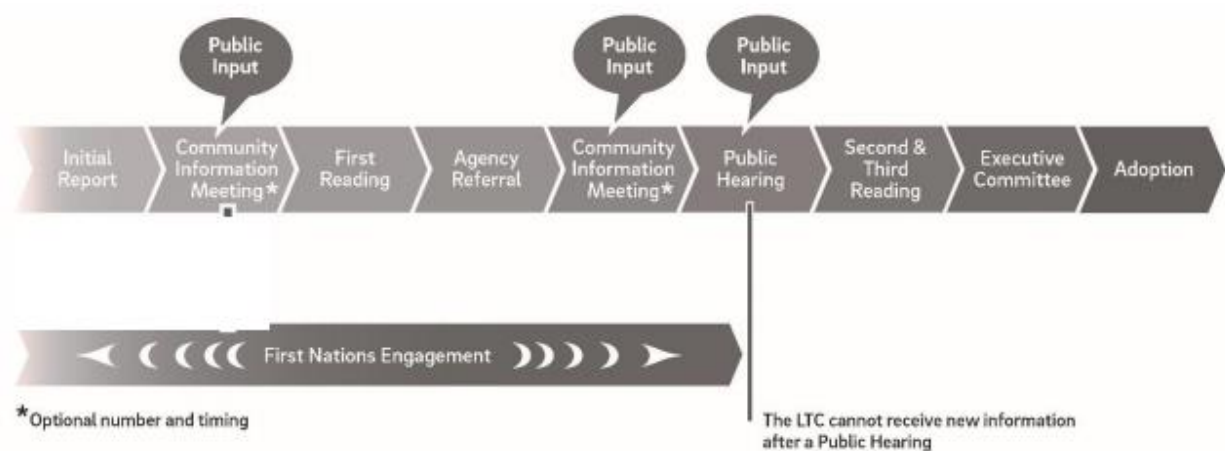 Public
Input
Public
Input
Public
Input
Initial
Report
Community
Information
Meeting*
First
Reading
Agency
Referral
Community
Information
Meeting*
Public
Hearing
Second &
Third
Reading
Executive
Committee
Adoption
First Nations Engagement
*Optional number and timing
The LTC cannot receive new information
after a Public Hearing